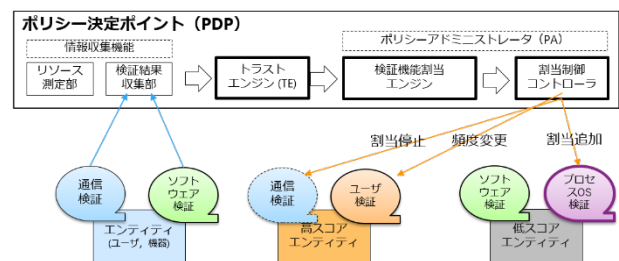 ポリシー決定ポイント（PDP）
情報収集機能
ポリシーアドミニストレータ（PA）
リソース
測定部
検証結果
収集部
トラスト
エンジン (TE)
検証機能割当
エンジン
割当制御
コントローラ
割当停止
頻度変更
割当追加
通信
検証
ソフト
ウェア
検証
通信
検証
ユーザ
検証
ソフト
ウェア
検証
プロセ
スOS
検証
エンティティ
(ユーザ，機器)
高スコア
エンティティ
低スコア
エンティティ